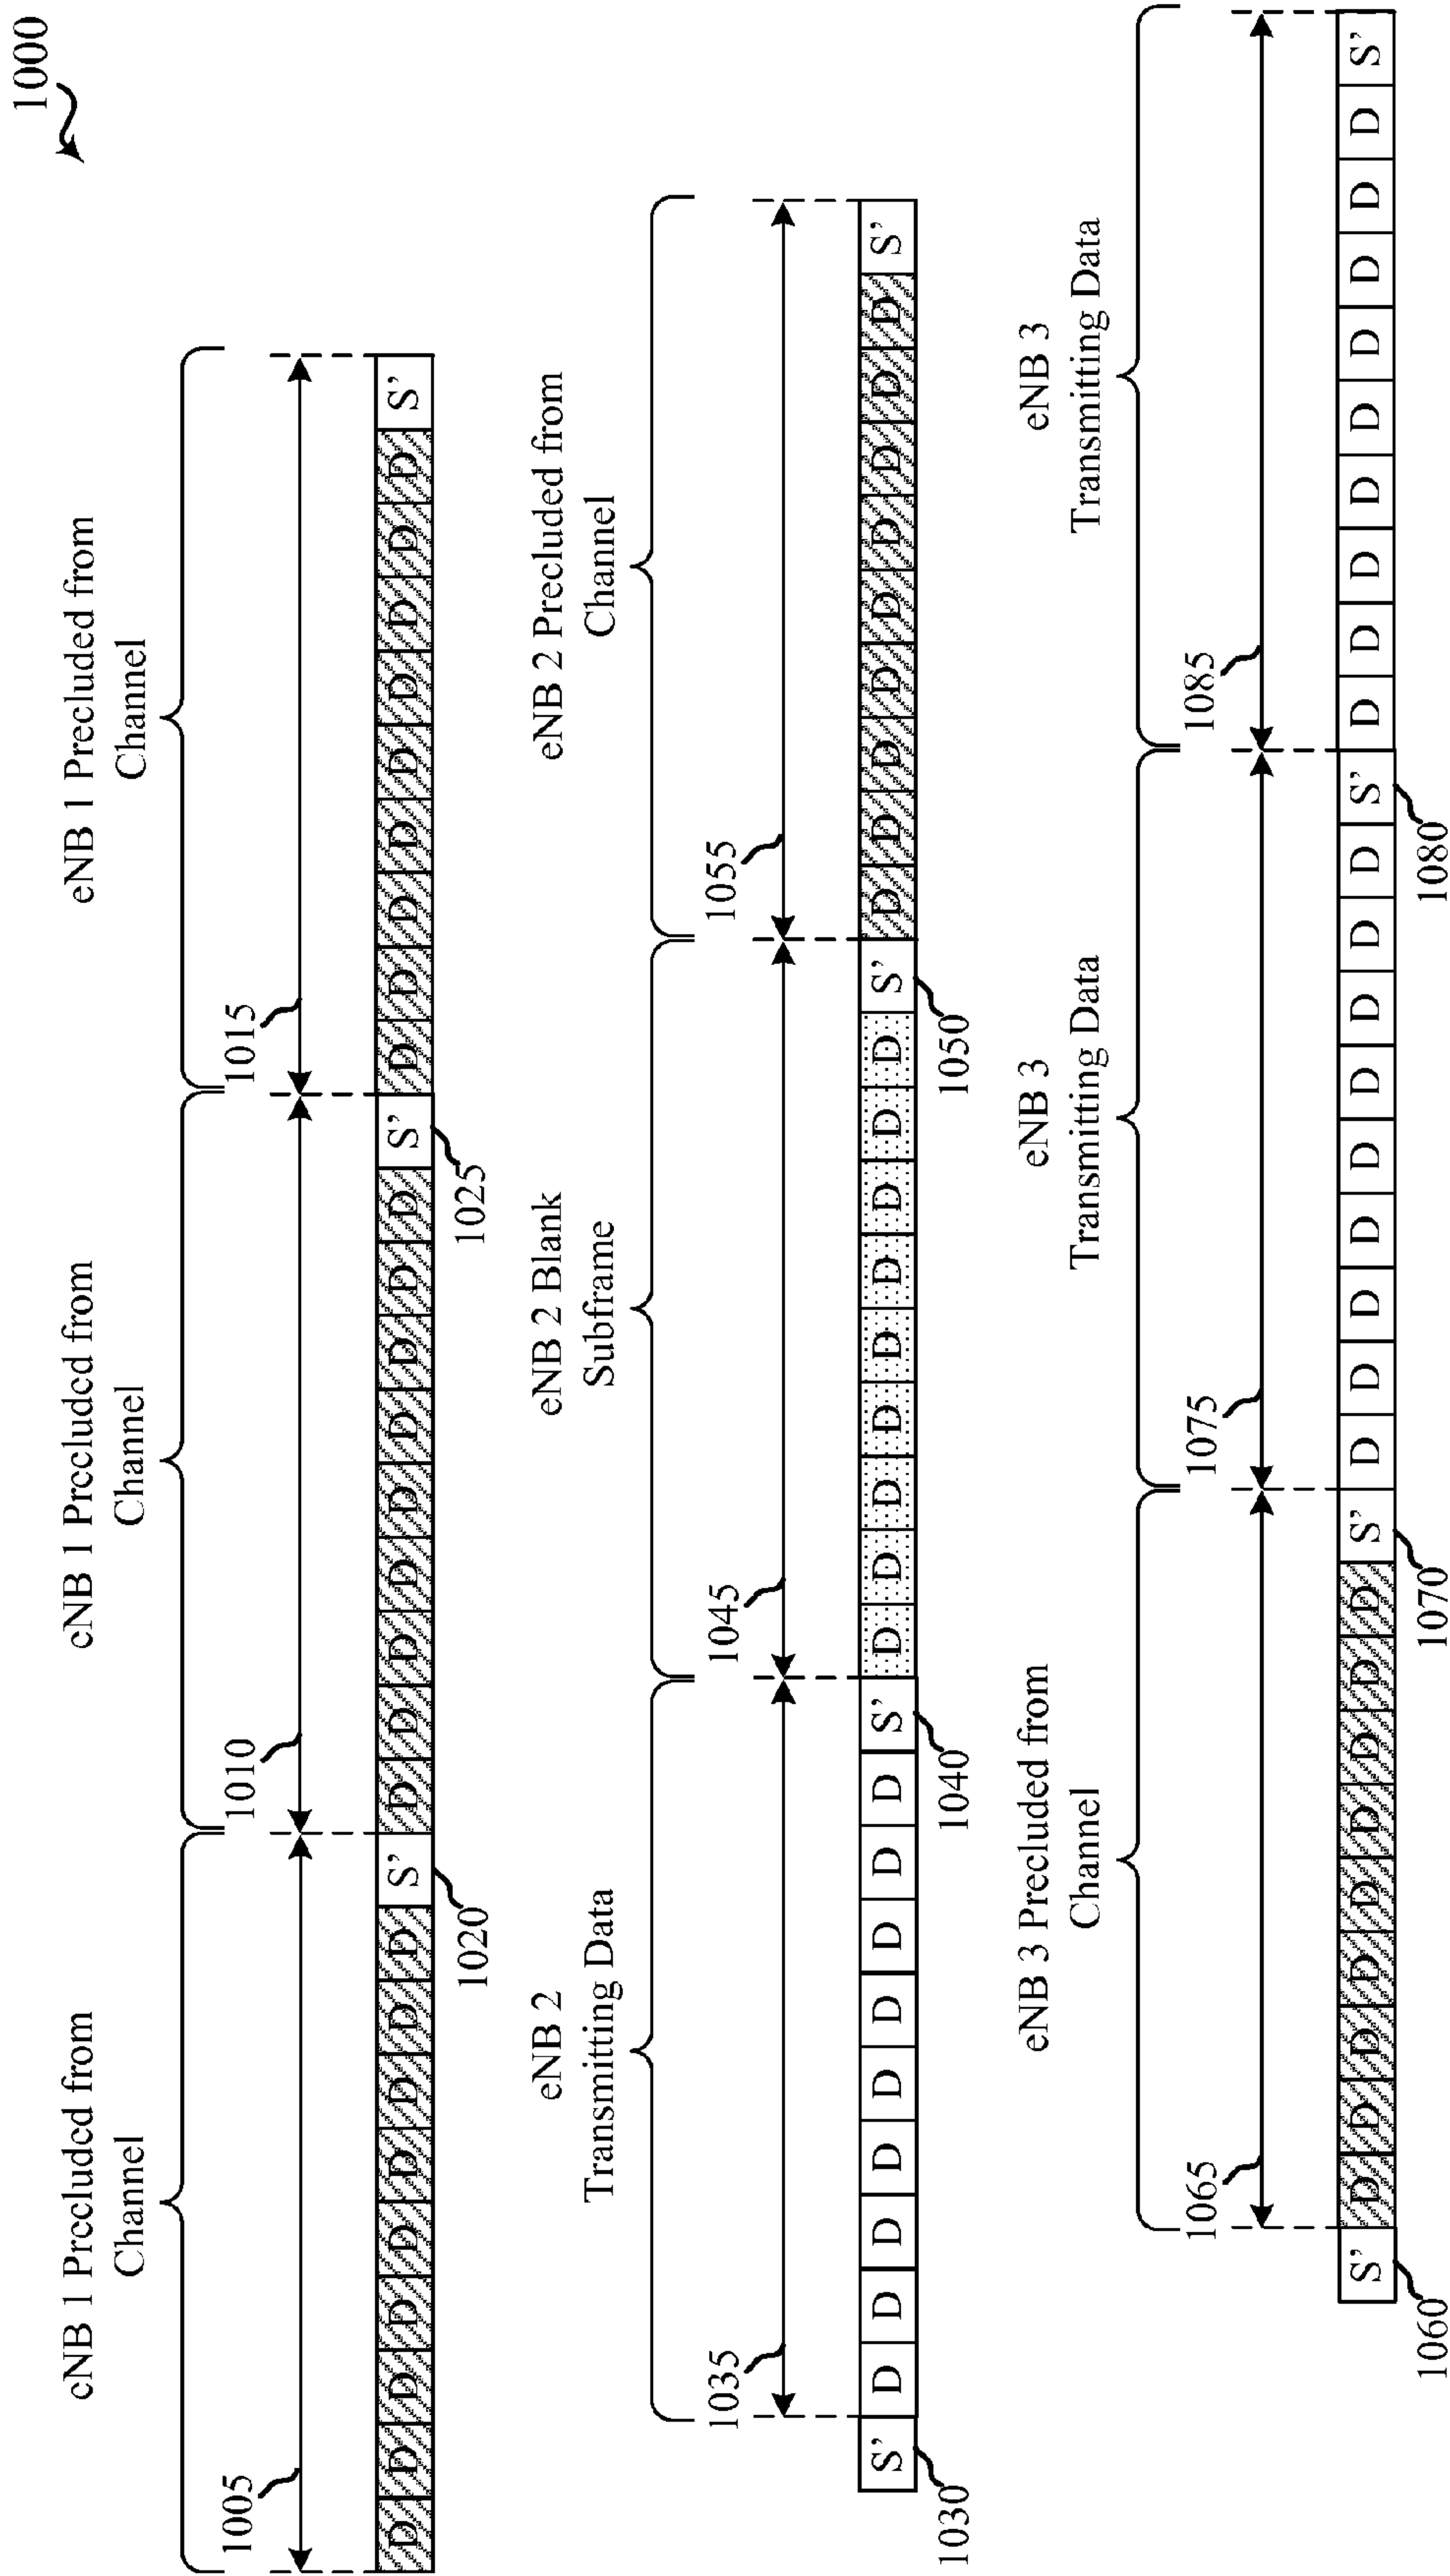 1000
eNB 1 Precluded from
Channel
eNB 1 Precluded from
Channel
eNB 1 Precluded from
Channel
1005
1010
1015
D D D D D D D D D S' D D D D D D D D D S' D D D D D D D D D S'
1020
1025
eNB 2
Transmitting Data
eNB 2 Blank
Subframe
eNB 2 Precluded from
Channel
1035
1045
1055
S' D D D D D D D D D S' D D D D D D D D D S' D D D D D D D D D S'
1030
1040
1050
eNB 3 Precluded from
Channel
eNB 3
Transmitting Data
eNB 3
Transmitting Data
1065
1075
1085
S' D D D D D D D D D S' D D D D D D D D D S' D D D D D D D D D S'
1060
1070
1080